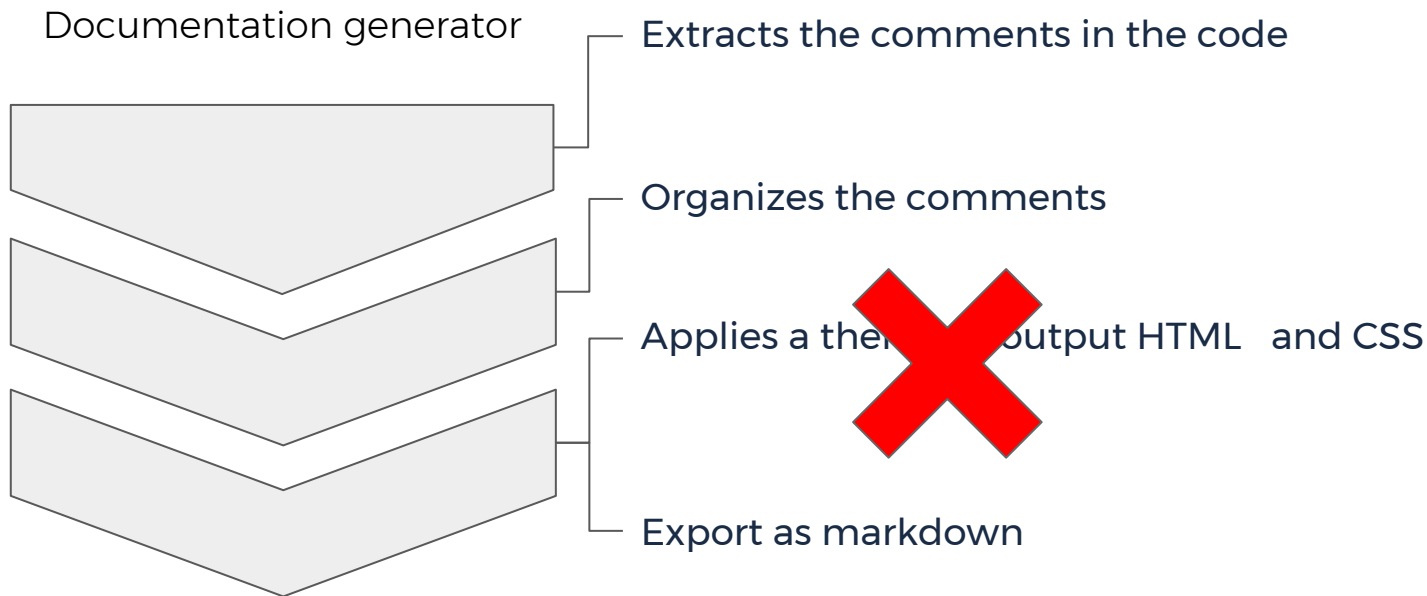 Documentation generator
Extracts the comments in the code
Organizes the comments
Applies a output HTML and CSS
Export as markdown